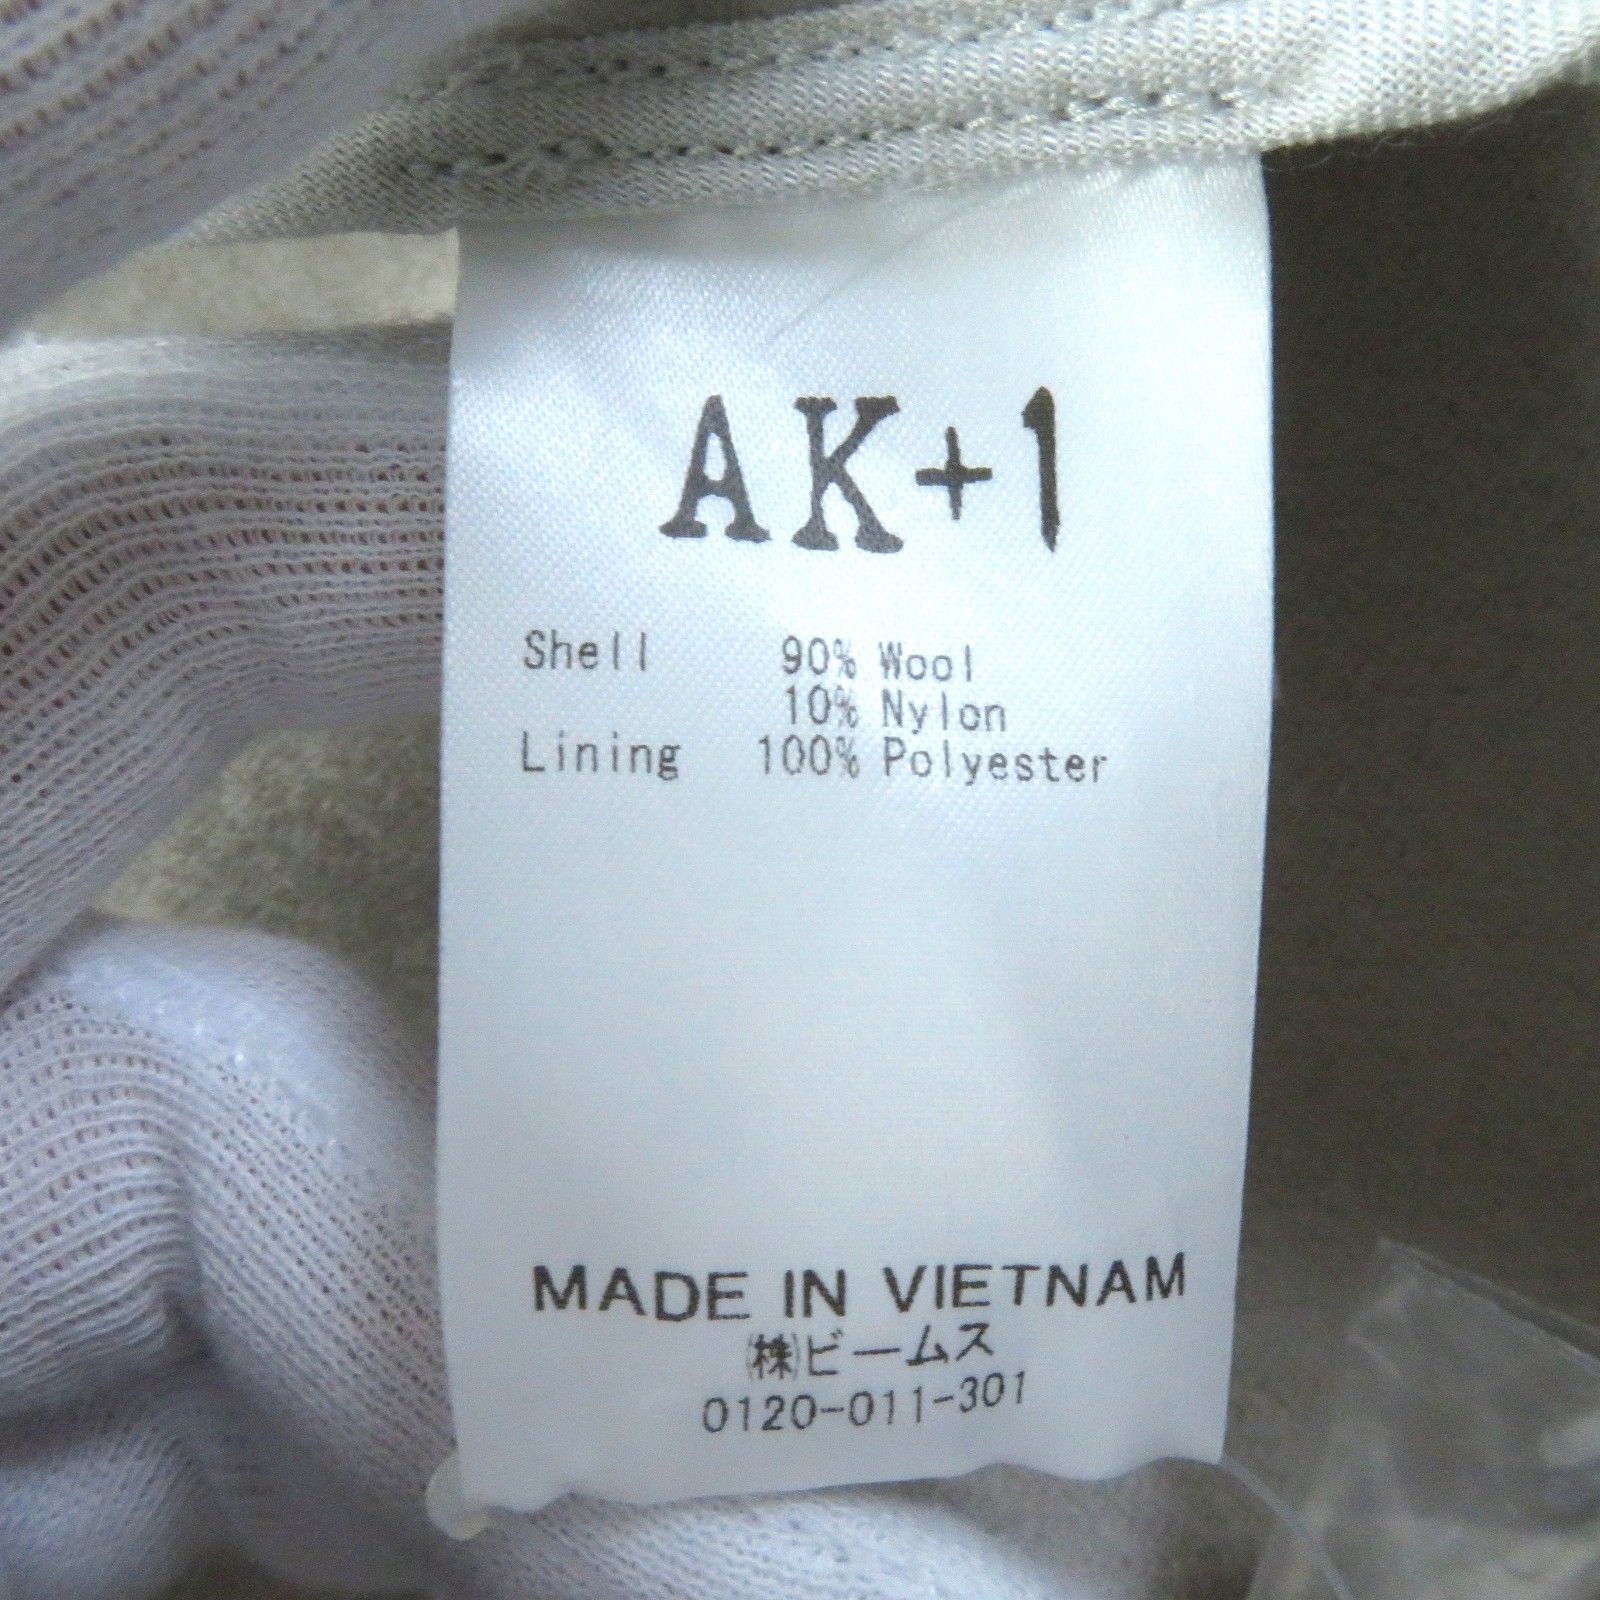 AK+1
Shell 90% Wool
10% Nylon
Lining 100% Polyester
MADE IN VIETNAM
㈱ビームス
0120-011-301